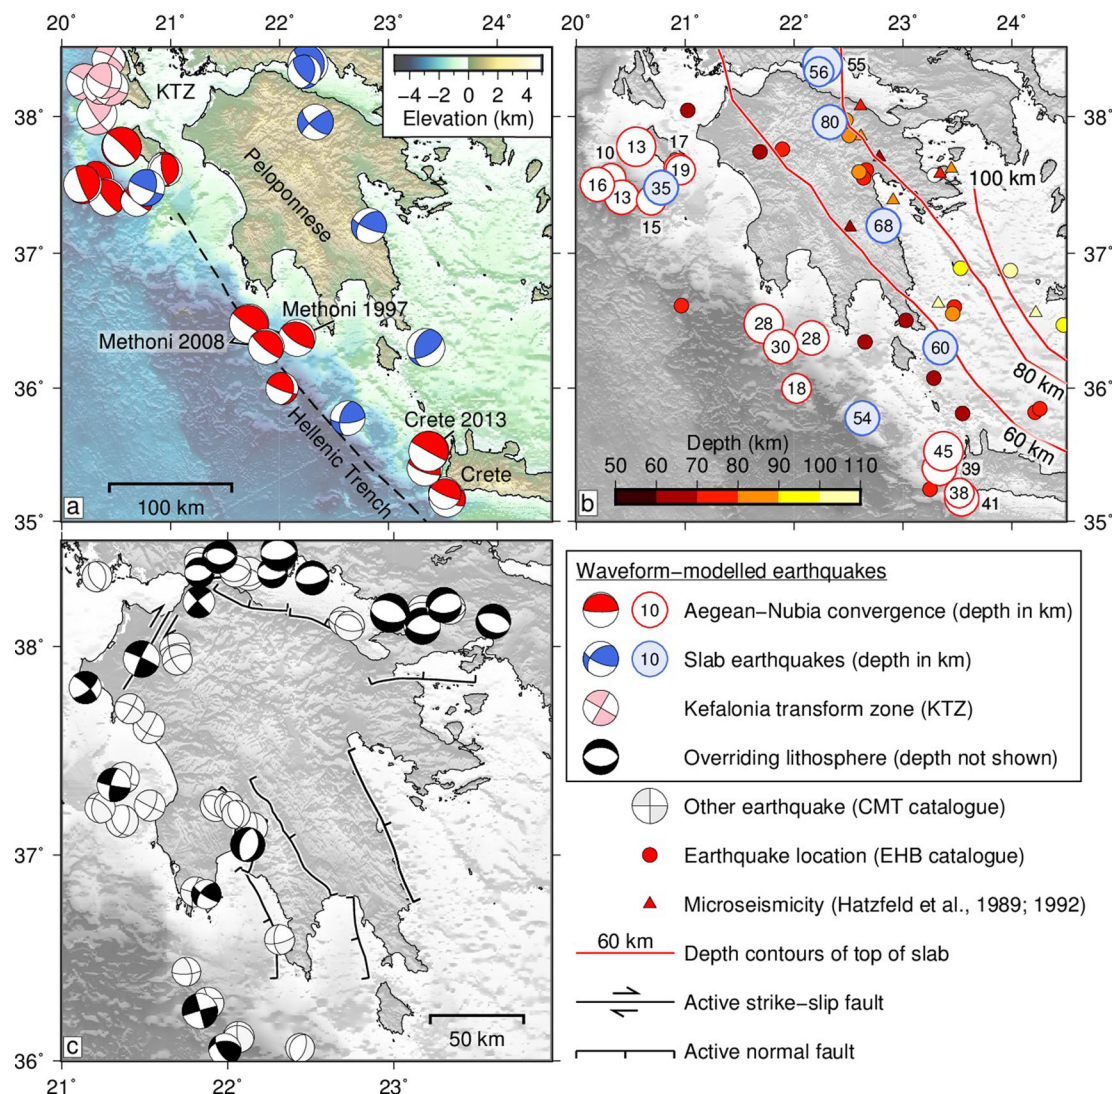 20° 21° 22° 23° 24°
20° 21° 22° 23° 24°
38°
37°
36°
35°
KTZ
−4 −2 0 2 4
Elevation (km)
Peloponnese
Methoni 1997
Methoni 2008
Hellenic Trench
Crete 2013
Crete
100 km
a
56 55
80
10 13 17
16 13 19 35
15
68
100 km
28 30 28
18
60
54
80 km
60 km
45
39
38
41
Depth (km)
50 60 70 80 90 100 110
b
38°
37°
36°
35°
38°
37°
36°
50 km
c
21° 22° 23°
Waveform−modelled earthquakes
10 Aegean−Nubia convergence (depth in km)
10 Slab earthquakes (depth in km)
Kefalonia transform zone (KTZ)
Overriding lithosphere (depth not shown)
Other earthquake (CMT catalogue)
Earthquake location (EHB catalogue)
Microseismicity (Hatzfeld et al., 1989; 1992)
60 km Depth contours of top of slab
Active strike−slip fault
Active normal fault